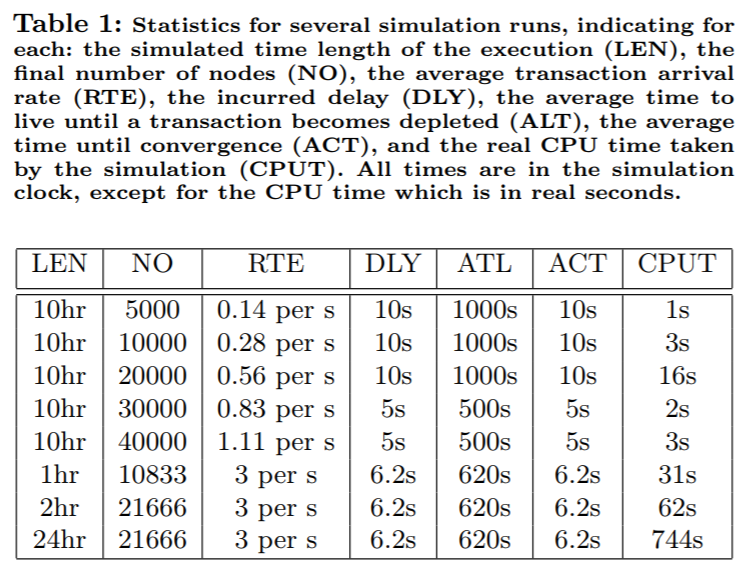 Table 1: Statistics for several simulation runs, indicating for
each: the simulated time length of the execution (LEN), the
final number of nodes (NO), the average transaction arrival
rate (RTE), the incurred delay (DLY), the average time to
live until a transaction becomes depleted (ALT), the average
time until convergence (ACT), and the real CPU time taken
by the simulation (CPUT). All times are in the simulation
clock, except for the CPU time which is in real seconds.
LEN NO RTE DLY ATL ACT CPUT
10hr 5000 0.14 per s 10s 1000s 10s 1s
10hr 10000 0.28 per s 10s 1000s 10s 3s
10hr 20000 0.56 per s 10s 1000s 10s 16s
10hr 30000 0.83 per s 5s 500s 5s 2s
10hr 40000 1.11 per s 5s 500s 5s 3s
1hr 10833 3 per s 6.2s 620s 6.2s 31s
2hr 21666 3 per s 6.2s 620s 6.2s 62s
24hr 21666 3 per s 6.2s 620s 6.2s 744s